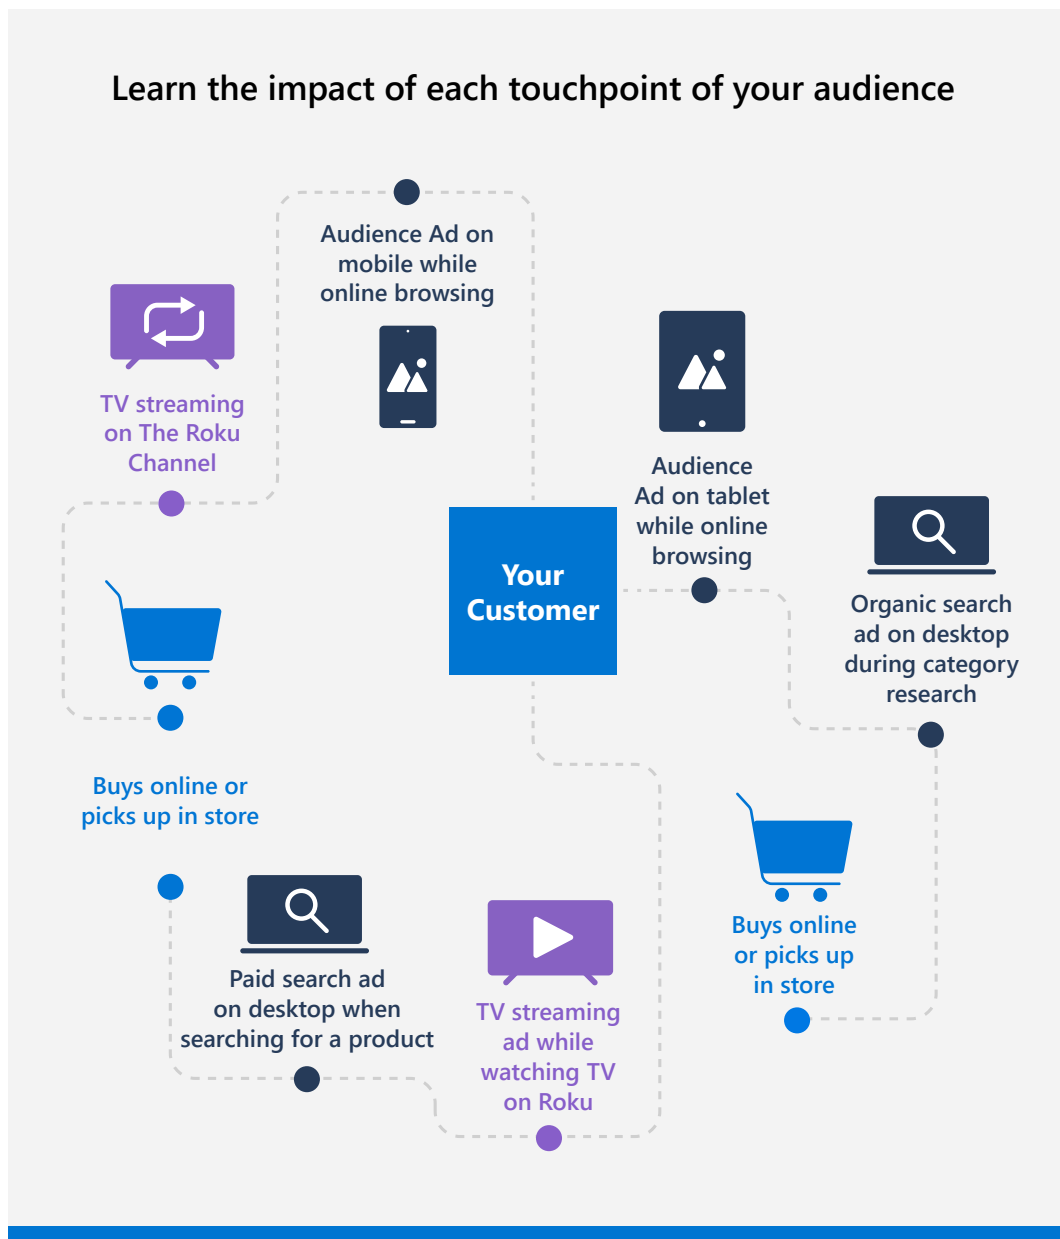 Learn the impact of each touchpoint of your audience
Audience Ad on
mobile while
online browsing
TV streaming
on The Roku
Channel
Buys online or
picks up in store
Your
Customer
Audience
Ad on tablet
while online
browsing
Organic search
ad on desktop
during category
research
Buys online
or picks up
in store
Paid search ad
on desktop when
searching for a product
TV streaming
ad while
watching TV
on Roku